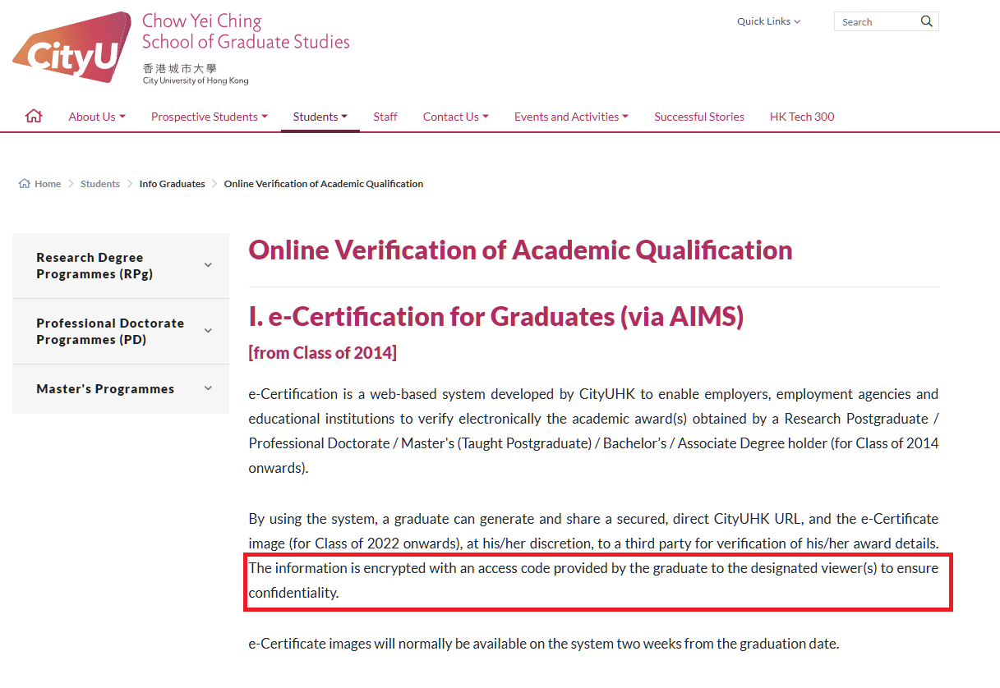 CityU
Chow Yei Ching
School of Graduate Studies
香港城市大學
City University of Hong Kong
Quick Links
Search
About Us
Prospective Students
Students
Staff
Contact Us
Events and Activities
Successful Stories
HK Tech 300
Home
Students
Info Graduates
Online Verification of Academic Qualification
Research Degree
Programmes (RPg)
Professional Doctorate
Programmes (PD)
Master's Programmes
Online Verification of Academic Qualification
I. e-Certification for Graduates (via AIMS)
[from Class of 2014]
e-Certification is a web-based system developed by CityUHK to enable employers, employment agencies and
educational institutions to verify electronically the academic award(s) obtained by a Research Postgraduate /
Professional Doctorate / Master's (Taught Postgraduate) / Bachelor’s / Associate Degree holder (for Class of 2014
onwards).
By using the system, a graduate can generate and share a secured, direct CityUHK URL, and the e-Certificate
image (for Class of 2022 onwards), at his/her discretion, to a third party for verification of his/her award details.
The information is encrypted with an access code provided by the graduate to the designated viewer(s) to ensure
confidentiality.
e-Certificate images will normally be available on the system two weeks from the graduation date.